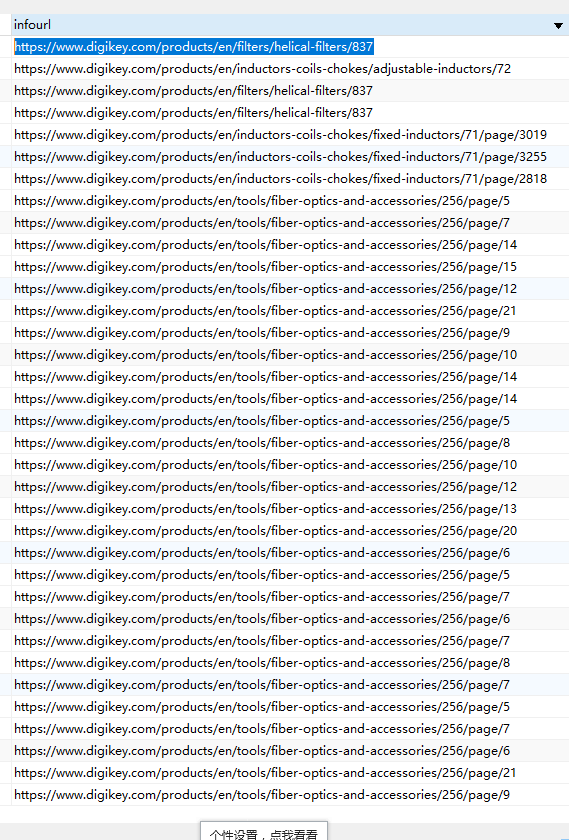 infourl
https://www.digikey.com/products/en/filters/helical-filters/837
https://www.digikey.com/products/en/inductors-coils-chokes/adjustable-inductors/72
https://www.digikey.com/products/en/filters/helical-filters/837
https://www.digikey.com/products/en/filters/helical-filters/837
https://www.digikey.com/products/en/inductors-coils-chokes/fixed-inductors/71/page/3019
https://www.digikey.com/products/en/inductors-coils-chokes/fixed-inductors/71/page/3255
https://www.digikey.com/products/en/inductors-coils-chokes/fixed-inductors/71/page/2818
https://www.digikey.com/products/en/tools/fiber-optics-and-accessories/256/page/5
https://www.digikey.com/products/en/tools/fiber-optics-and-accessories/256/page/7
https://www.digikey.com/products/en/tools/fiber-optics-and-accessories/256/page/14
https://www.digikey.com/products/en/tools/fiber-optics-and-accessories/256/page/15
https://www.digikey.com/products/en/tools/fiber-optics-and-accessories/256/page/12
https://www.digikey.com/products/en/tools/fiber-optics-and-accessories/256/page/21
https://www.digikey.com/products/en/tools/fiber-optics-and-accessories/256/page/9
https://www.digikey.com/products/en/tools/fiber-optics-and-accessories/256/page/10
https://www.digikey.com/products/en/tools/fiber-optics-and-accessories/256/page/14
https://www.digikey.com/products/en/tools/fiber-optics-and-accessories/256/page/14
https://www.digikey.com/products/en/tools/fiber-optics-and-accessories/256/page/5
https://www.digikey.com/products/en/tools/fiber-optics-and-accessories/256/page/8
https://www.digikey.com/products/en/tools/fiber-optics-and-accessories/256/page/10
https://www.digikey.com/products/en/tools/fiber-optics-and-accessories/256/page/12
https://www.digikey.com/products/en/tools/fiber-optics-and-accessories/256/page/13
https://www.digikey.com/products/en/tools/fiber-optics-and-accessories/256/page/20
https://www.digikey.com/products/en/tools/fiber-optics-and-accessories/256/page/6
https://www.digikey.com/products/en/tools/fiber-optics-and-accessories/256/page/5
https://www.digikey.com/products/en/tools/fiber-optics-and-accessories/256/page/7
https://www.digikey.com/products/en/tools/fiber-optics-and-accessories/256/page/6
https://www.digikey.com/products/en/tools/fiber-optics-and-accessories/256/page/7
https://www.digikey.com/products/en/tools/fiber-optics-and-accessories/256/page/8
https://www.digikey.com/products/en/tools/fiber-optics-and-accessories/256/page/7
https://www.digikey.com/products/en/tools/fiber-optics-and-accessories/256/page/5
https://www.digikey.com/products/en/tools/fiber-optics-and-accessories/256/page/7
https://www.digikey.com/products/en/tools/fiber-optics-and-accessories/256/page/6
https://www.digikey.com/products/en/tools/fiber-optics-and-accessories/256/page/21
https://www.digikey.com/products/en/tools/fiber-optics-and-accessories/256/page/9
个性设置，点我看看